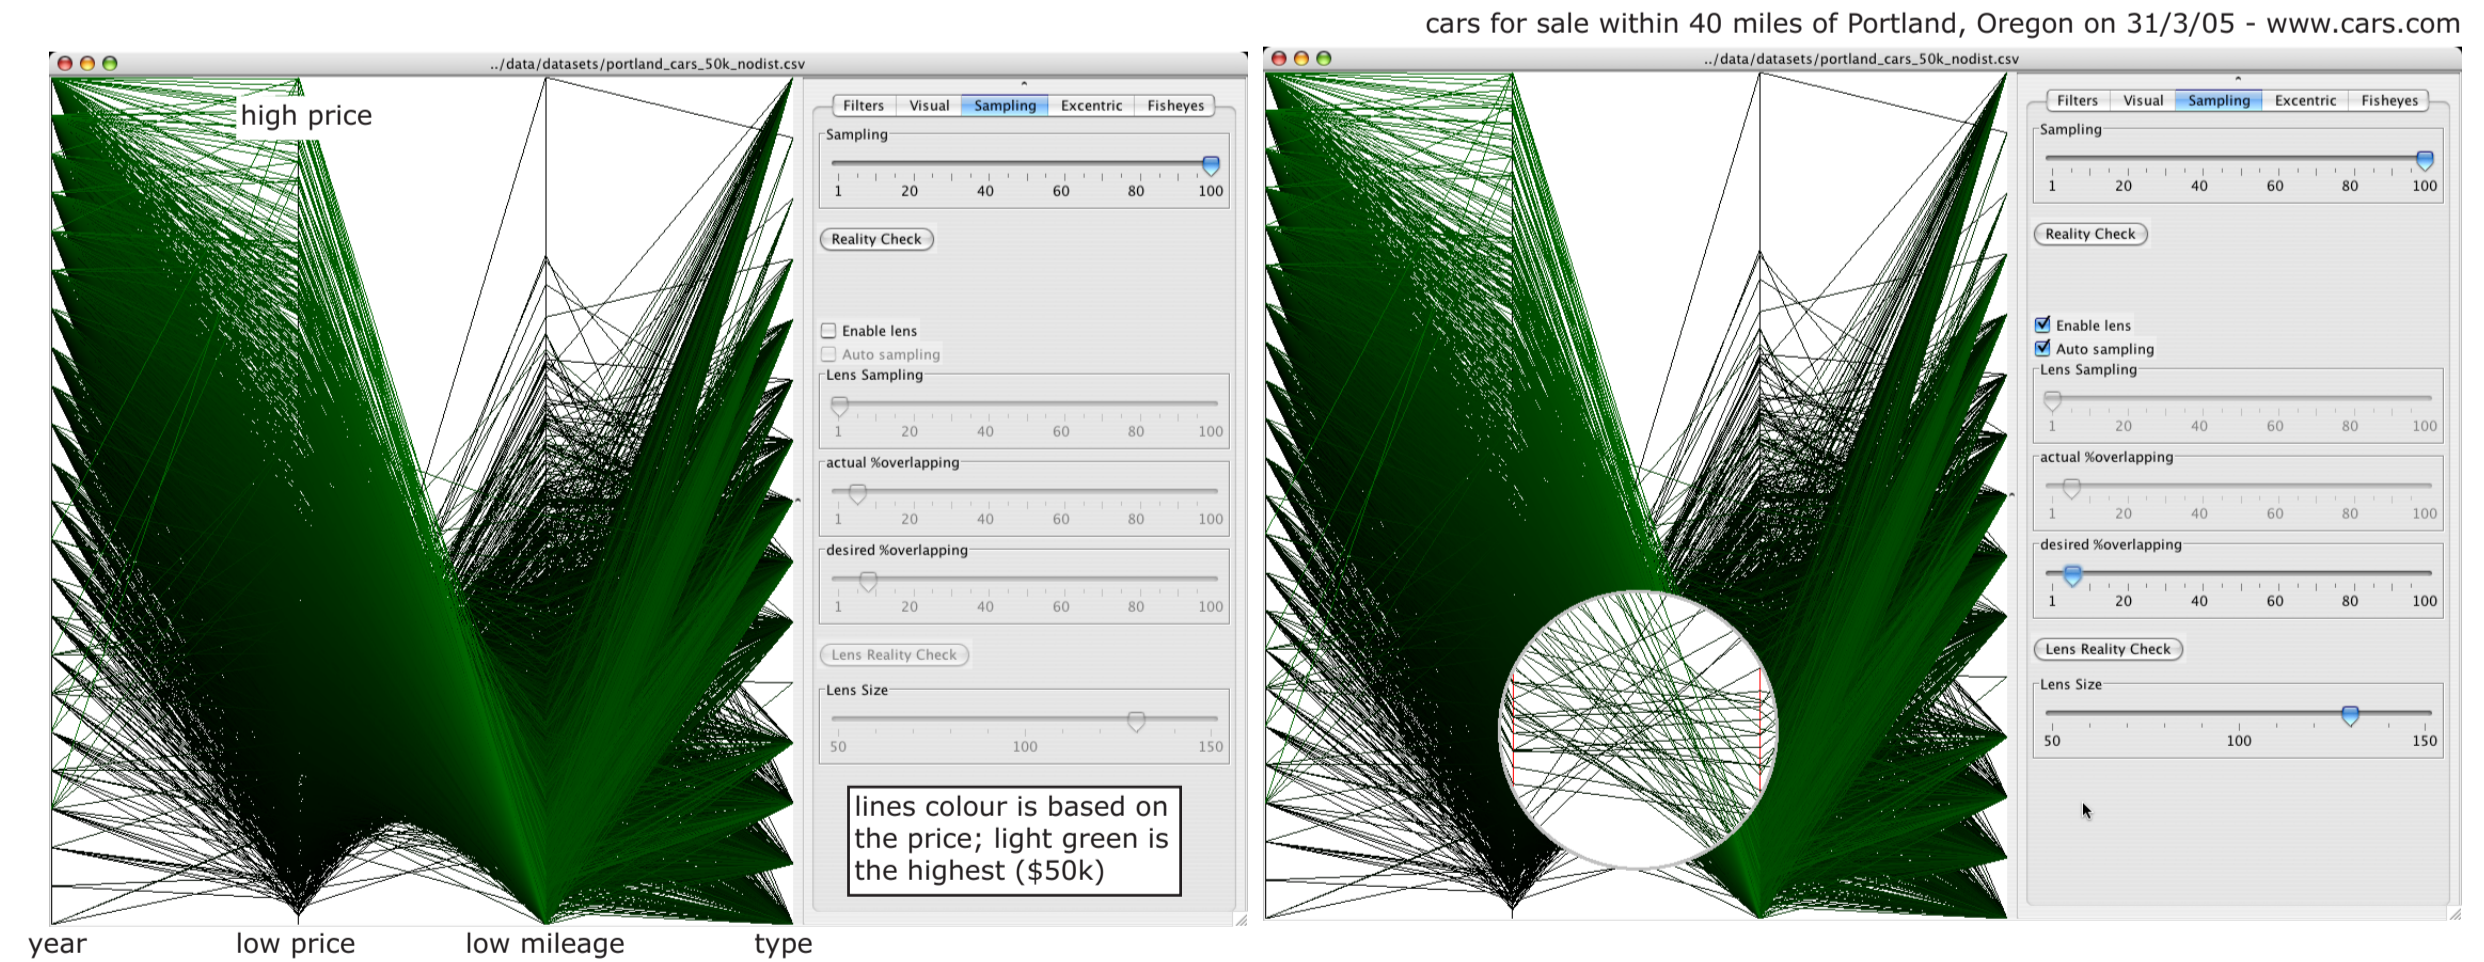 cars for sale within 40 miles of Portland, Oregon on 31/3/05 - www.cars.com
../data/datasets/portland_cars_50k_nodist.csv
high price
Filters Visual Sampling Excentric Fisheyes
Sampling
1 20 40 60 80 100
Reality Check
Enable lens
Auto sampling
Lens Sampling
1 20 40 60 80 100
actual %overlapping
1 20 40 60 80 100
desired %overlapping
1 20 40 60 80 100
Lens Reality Check
Lens Size
50 100 150
lines colour is based on
the price; light green is
the highest ($50k)
year low price low mileage type
../data/datasets/portland_cars_50k_nodist.csv
Filters Visual Sampling Excentric Fisheyes
Sampling
1 20 40 60 80 100
Reality Check
Enable lens
Auto sampling
Lens Sampling
1 20 40 60 80 100
actual %overlapping
1 20 40 60 80 100
desired %overlapping
1 20 40 60 80 100
Lens Reality Check
Lens Size
50 100 150